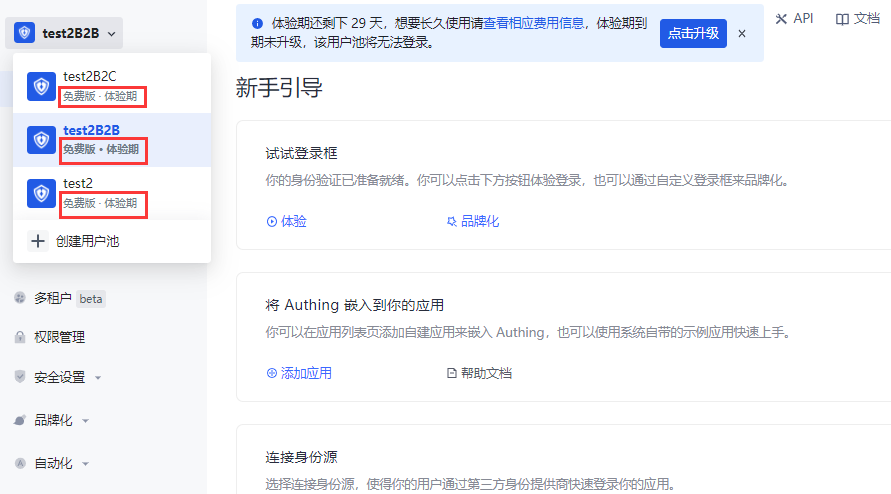 test2B2B
test2B2C
免费版 · 体验期
test2B2B
免费版 • 体验期
test2
免费版 · 体验期
创建用户池
多租户 beta
权限管理
安全设置
品牌化
自动化
体验期还剩下 29 天，想要长久使用请查看相应费用信息，体验期到
期未升级，该用户池将无法登录。
点击升级
API
文档
新手引导
试试登录框
你的身份验证已准备就绪。你可以点击下方按钮体验登录，也可以通过自定义登录框来品牌化。
体验
品牌化
将 Authing 嵌入到你的应用
你可以在应用列表页添加自建应用来嵌入 Authing，也可以使用系统自带的示例应用快速上手。
添加应用
帮助文档
连接身份源
选择连接身份源，使得你的用户通过第三方身份提供商快速登录你的应用。